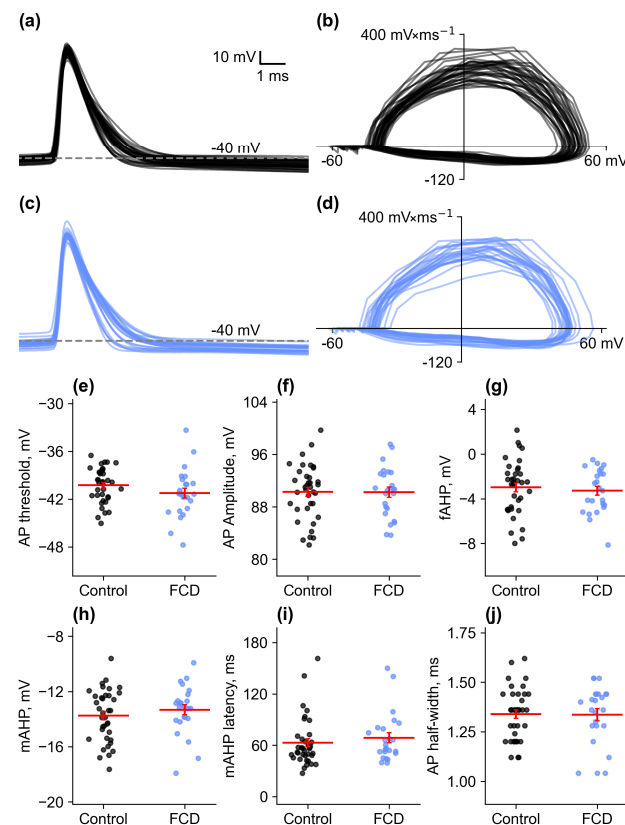 (a)
10 mV
1 ms
-40 mV
(b)
400 mV×ms⁻¹
-60
60 mV
-120
(c)
-40 mV
(d)
400 mV×ms⁻¹
-60
60 mV
-120
(e)
AP threshold, mV
−30
−36
−42
−48
Control
FCD
(f)
AP Amplitude, mV
104
96
88
80
Control
FCD
(g)
fAHP, mV
4
0
−4
−8
Control
FCD
(h)
mAHP, mV
−8
−12
−16
−20
Control
FCD
(i)
mAHP latency, ms
180
120
60
0
Control
FCD
(j)
AP half-width, ms
1.75
1.50
1.25
1.00
Control
FCD